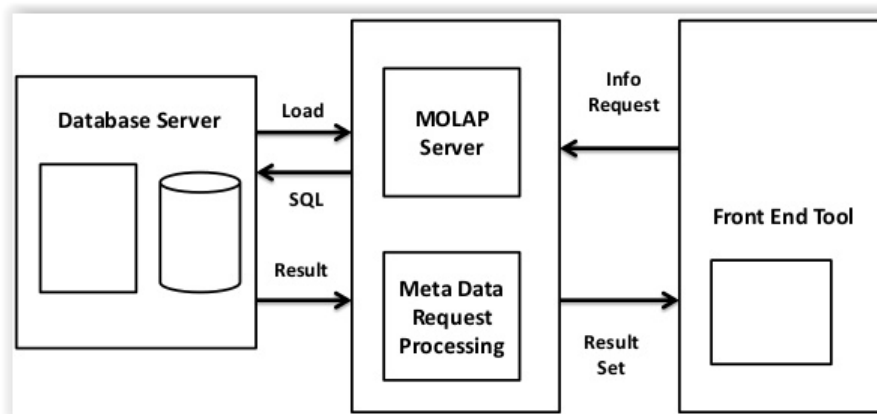 Database Server
Load
SQL
Result
MOLAP
Server
Meta Data
Request
Processing
Info
Request
Result
Set
Front End Tool